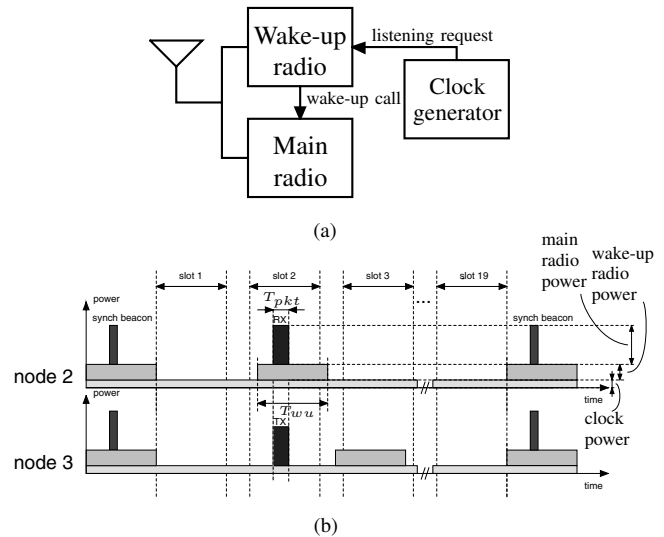 Wake-up
radio
listening request
wake-up call
Clock
generator
Main
radio
(a)
main
radio
power
wake-up
radio
power
slot 1
slot 2
slot 3
...
slot 19
power
synch beacon
T_pkt
RX
synch beacon
node 2
time
power
T_wu
TX
clock
power
node 3
time
(b)